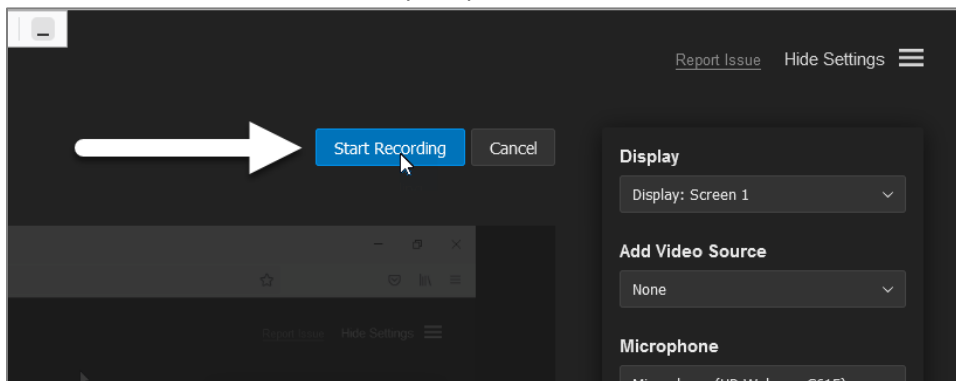 Report Issue Hide Settings
Start Recording Cancel
Display
Display: Screen 1
Add Video Source
None
Report Issue Hide Settings
Microphone